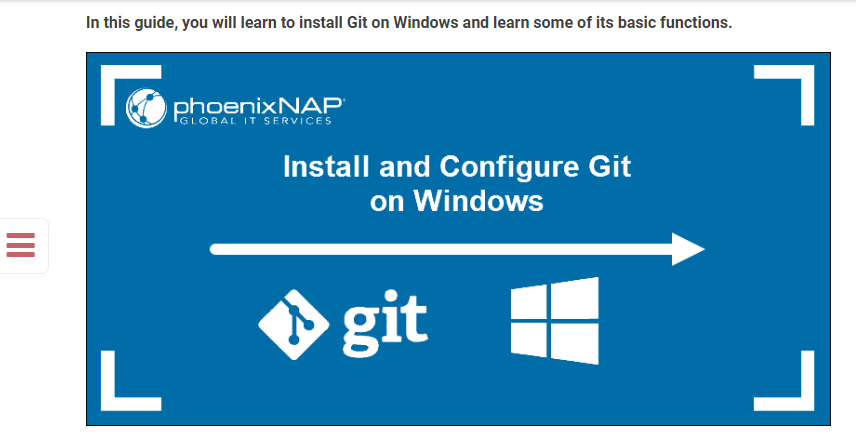 In this guide, you will learn to install Git on Windows and learn some of its basic functions.
phoenixNAP
GLOBAL IT SERVICES
Install and Configure Git
on Windows
git